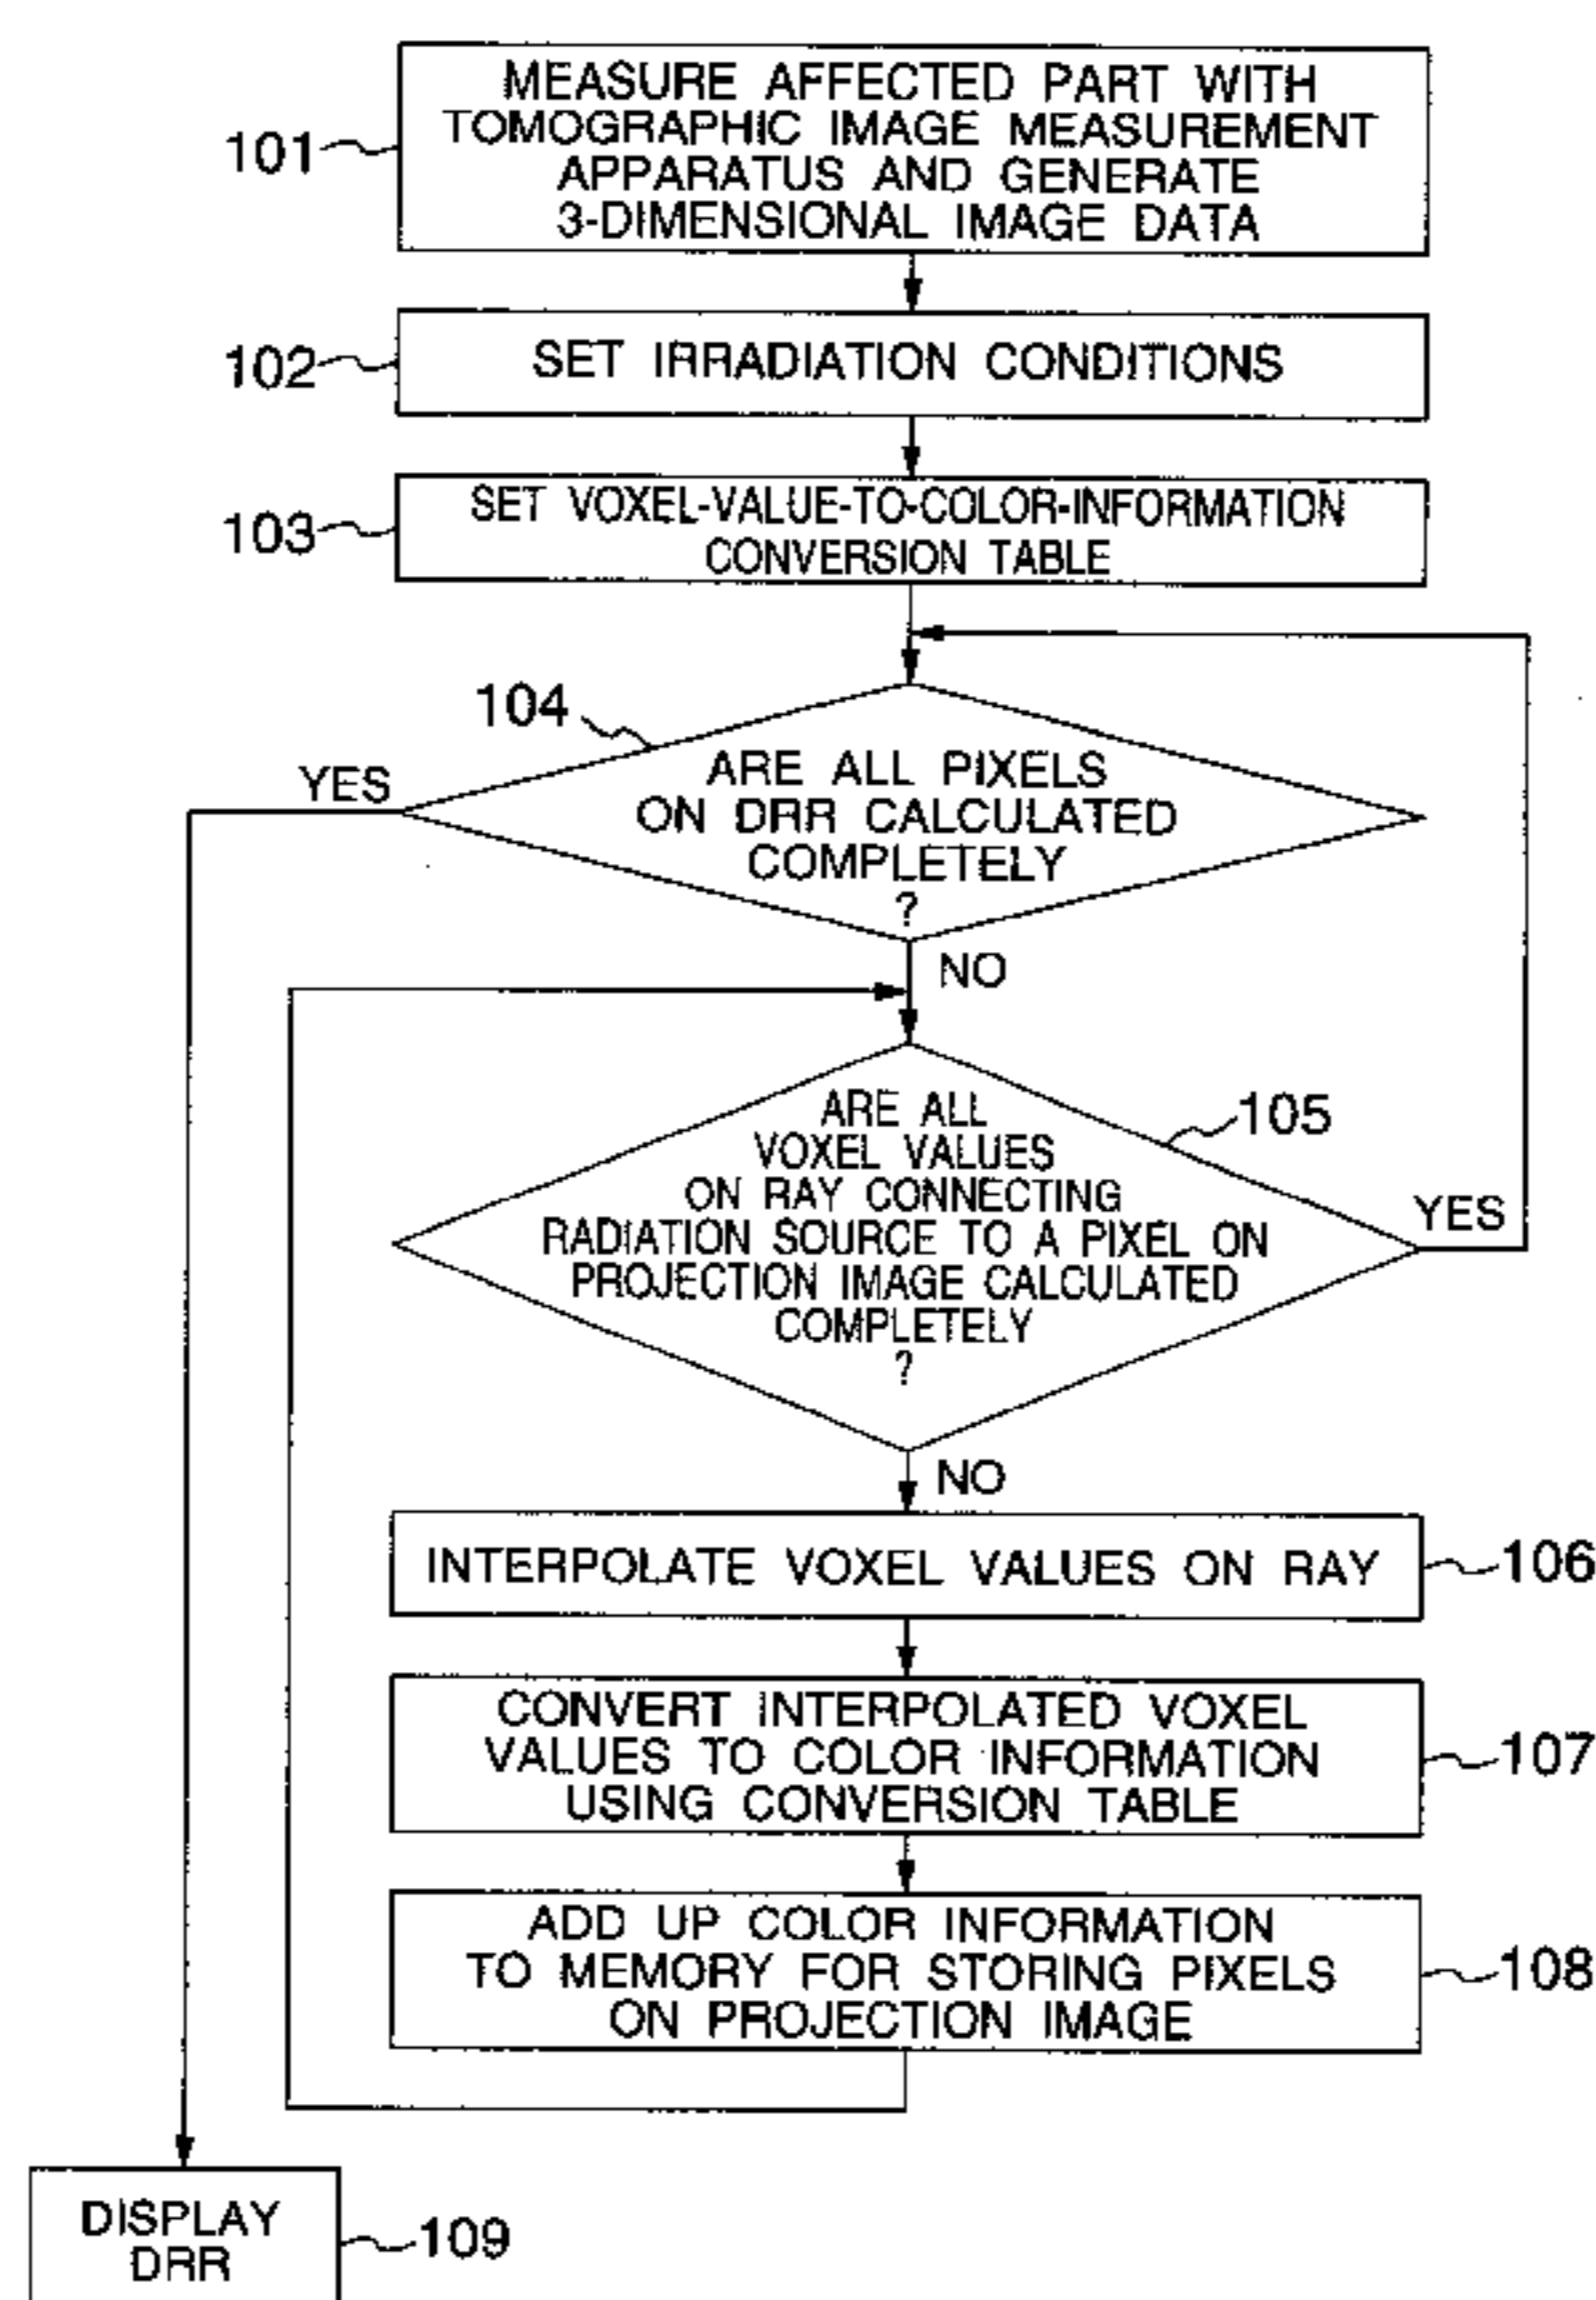 MEASURE AFFECTED PART WITH
TOMOGRAPHIC IMAGE MEASUREMENT
APPARATUS AND GENERATE
3-DIMENSIONAL IMAGE DATA
101
SET IRRADIATION CONDITIONS
102
SET VOXEL-VALUE-TO-COLOR-INFORMATION
CONVERSION TABLE
103
104
YES
ARE ALL PIXELS
ON DRR CALCULATED
COMPLETELY
?
NO
ARE ALL
VOXEL VALUES
ON RAY CONNECTING
RADIATION SOURCE TO A PIXEL ON
PROJECTION IMAGE CALCULATED
COMPLETELY
?
105
YES
NO
INTERPOLATE VOXEL VALUES ON RAY
106
CONVERT INTERPOLATED VOXEL
VALUES TO COLOR INFORMATION
USING CONVERSION TABLE
107
ADD UP COLOR INFORMATION
TO MEMORY FOR STORING PIXELS
ON PROJECTION IMAGE
108
DISPLAY
DRR
109